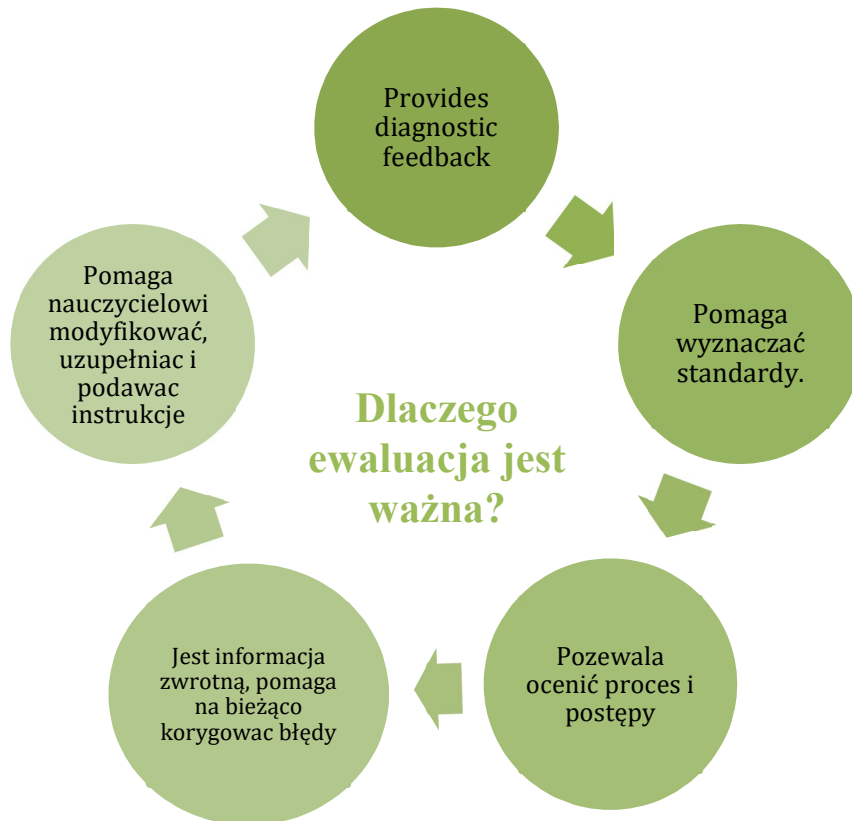 Provides
diagnostic
feedback
Pomaga
wyznaczać
standardy.
Pozewala
ocenić proces i
postępy
Jest informacja
zwrotną, pomaga
na bieżąco
korygowac błędy
Pomaga
nauczycielowi
modyfikować,
uzupełniac i
podawac
instrukcje
Dlaczego
ewaluacja jest
ważna?